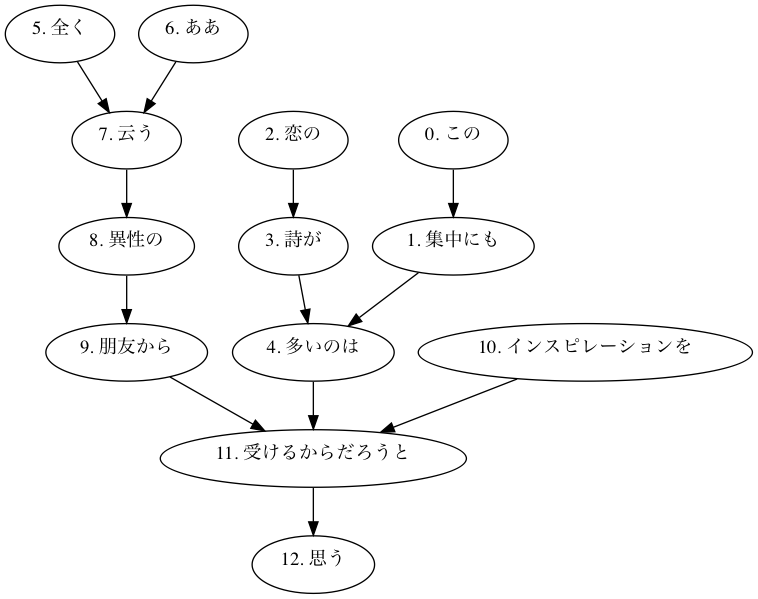 5. 全く
6. ああ
7. 云う
2. 恋の
0. この
8. 異性の
3. 詩が
1. 集中にも
9. 朋友から
4. 多いのは
10. インスピレーションを
11. 受けるからだろうと
12. 思う